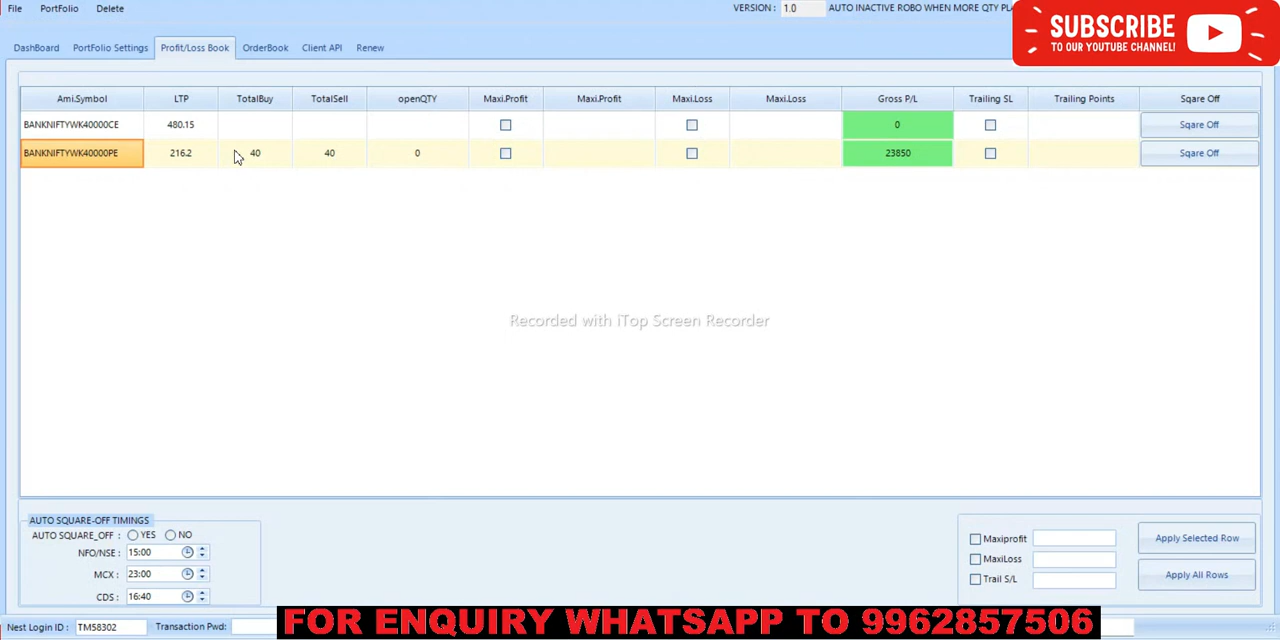 File PortFolio Delete VERSION : 1.0 AUTO INACTIVE ROBO WHEN MORE QTY
SUBSCRIBE
TO OUR YOUTUBE CHANNEL!
DashBoard PortFolio Settings Profit/Loss Book OrderBook Client API Renew
Ami.Symbol LTP TotalBuy TotalSell openQTY Maxi.Profit Maxi.Profit Maxi.Loss Maxi.Loss Gross P/L Trailing SL Trailing Points Sqare Off
BANKNIFTYWK40000CE 480.15 0 Sqare Off
BANKNIFTYWK40000PE 216.2 40 40 0 23850 Sqare Off
Recorded with iTop Screen Recorder
AUTO SQUARE-OFF TIMINGS
AUTO SQUARE_OFF : YES NO
NFO/NSE : 15:00
MCX : 23:00
CDS : 16:40
Maxiprofit
MaxiLoss
Trail S/L
Apply Selected Row
Apply All Rows
Nest Login ID : TM58302 Transaction Pwd:
FOR ENQUIRY WHATSAPP TO 9962857506